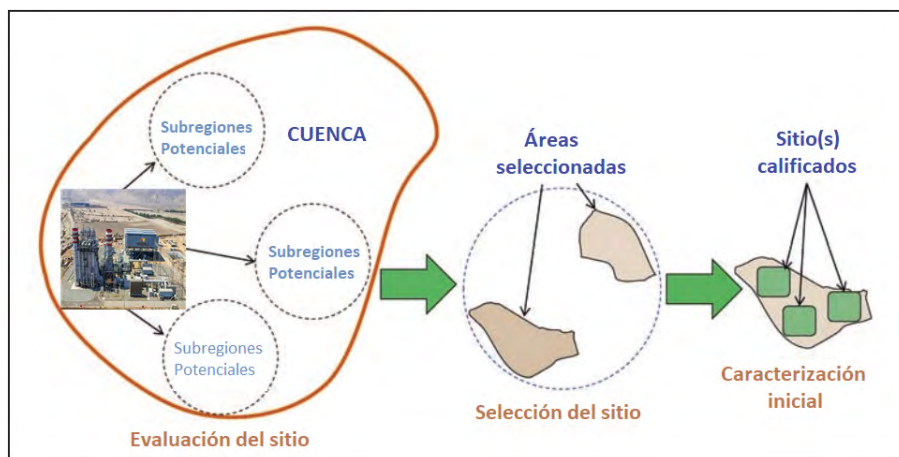 Subregiones
Potenciales
CUENCA
Subregiones
Potenciales
Subregiones
Potenciales
Evaluación del sitio
Áreas
seleccionadas
Selección del sitio
Sitio(s)
calificados
Caracterización
inicial